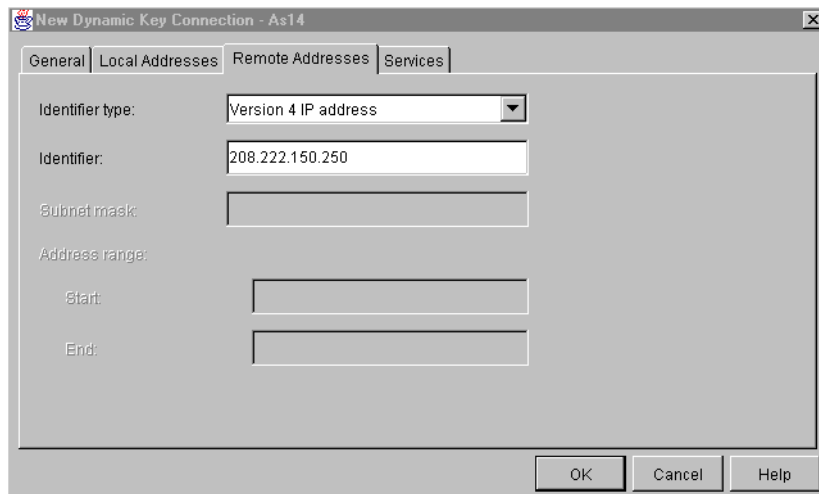 New Dynamic Key Connection - As14
General Local Addresses Remote Addresses Services
Identifier type: Version 4 IP address
Identifier: 208.222.150.250
Subnet mask:
Address range:
Start:
End:
OK Cancel Help